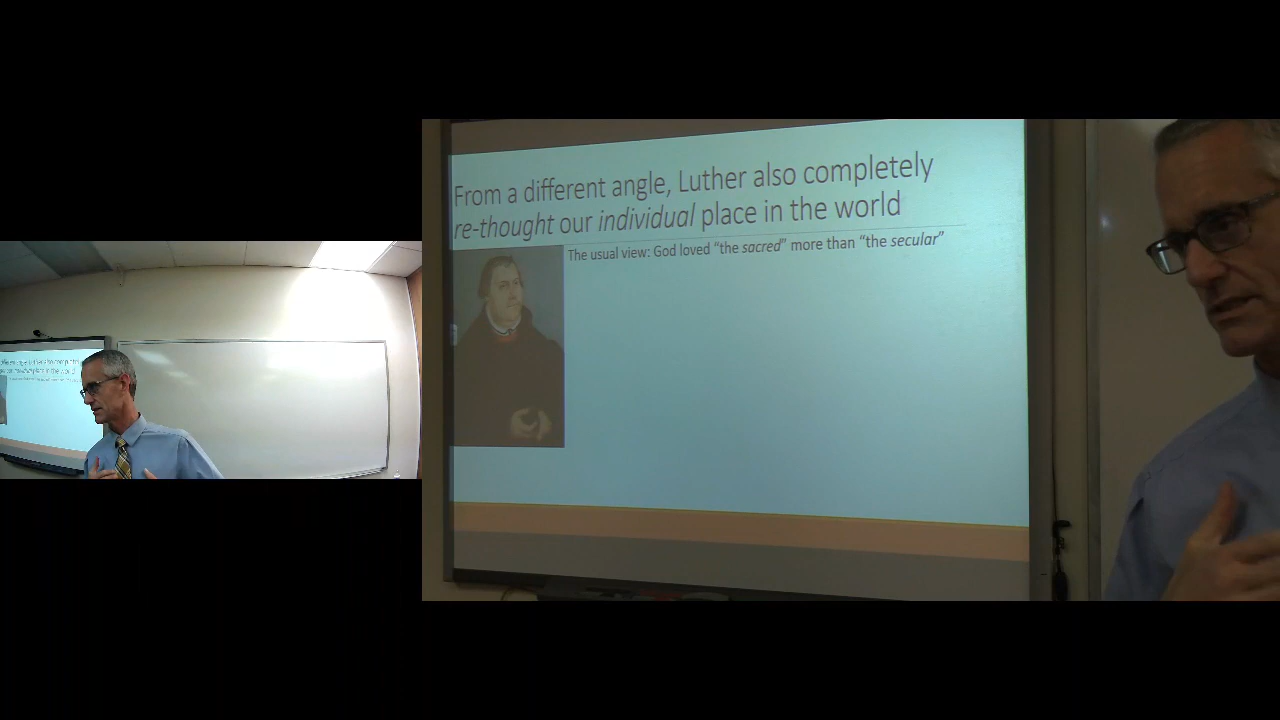 From a different angle, Luther also completely
re-thought our individual place in the world
The usual view: God loved “the sacred” more than “the secular”